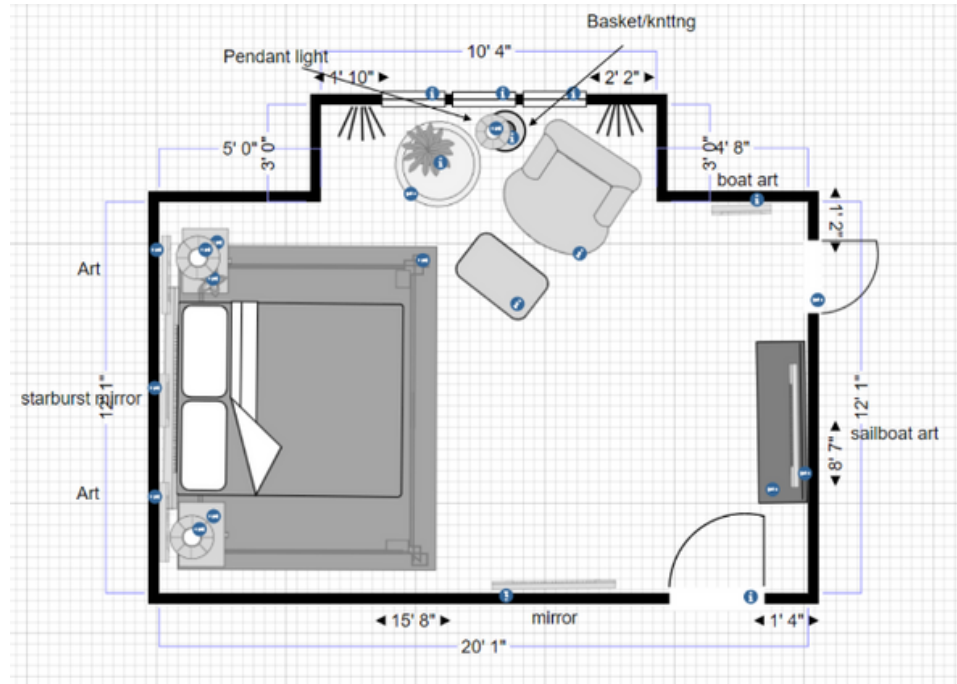 Basket/knttng
10' 4"
Pendant light
1' 10"
2' 2"
5' 0"
3' 0"
3' 0"
4' 8"
boat art
1' 2"
Art
12' 1"
starburst mirror
12' 1"
sailboat art
8' 7"
Art
15' 8"
mirror
1' 4"
20' 1"